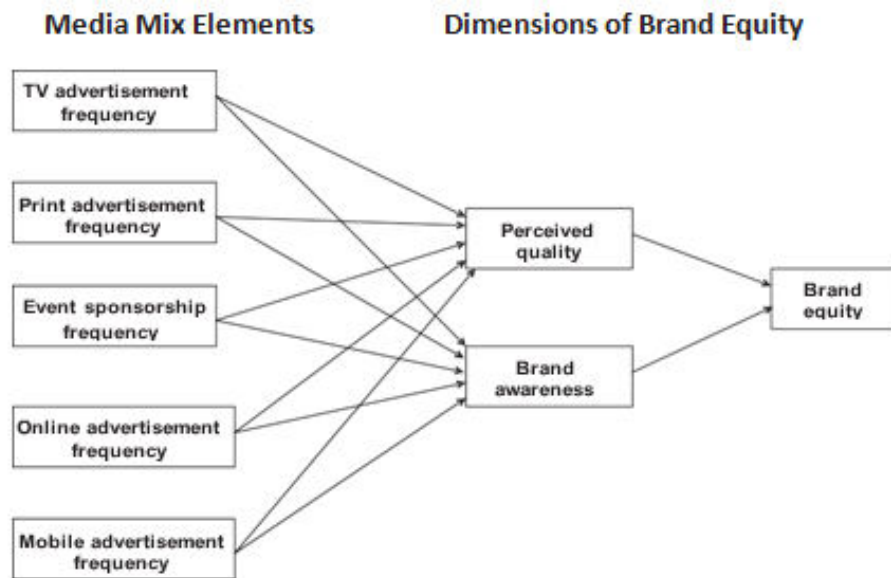 Media Mix Elements
Dimensions of Brand Equity
TV advertisement
frequency
Print advertisement
frequency
Event sponsorship
frequency
Online advertisement
frequency
Mobile advertisement
frequency
Perceived
quality
Brand
awareness
Brand
equity